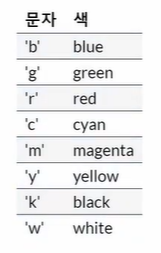 문자 색
'b' blue
'g' green
'r' red
'c' cyan
'm' magenta
'y' yellow
'k' black
'w' white